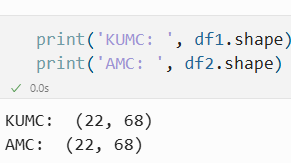 print('KUMC: ', df1.shape)
print('AMC: ', df2.shape)
0.0s
KUMC:  (22, 68)
AMC:  (22, 68)